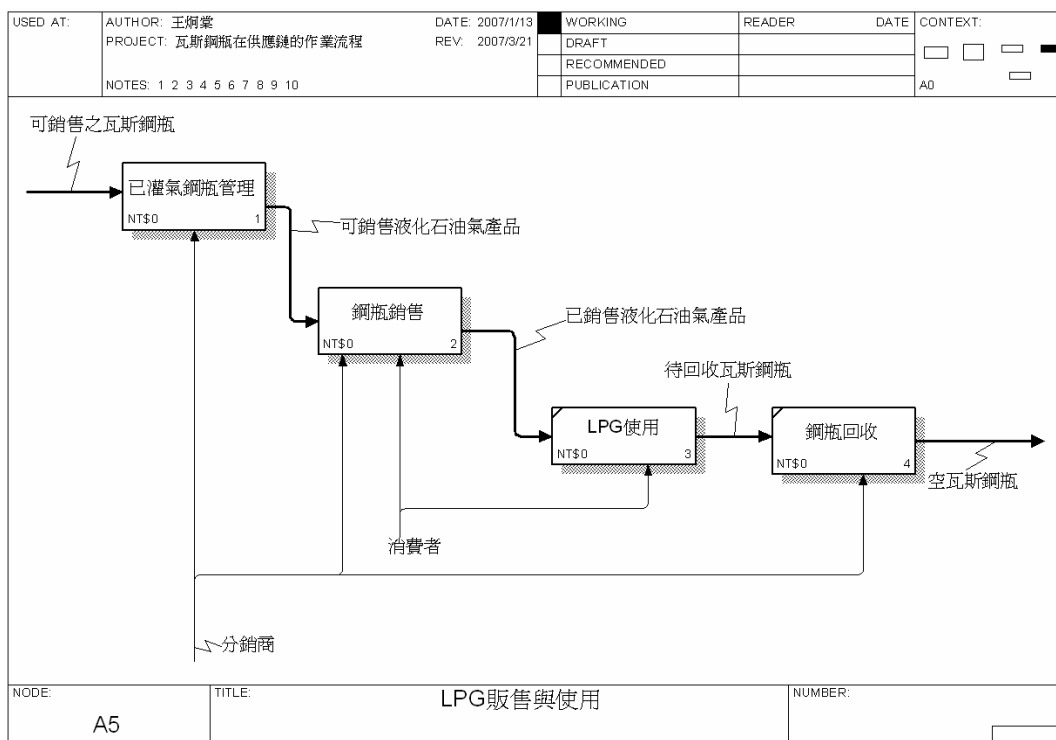 USED AT:
AUTHOR: 王炯棠
DATE: 2007/1/13
PROJECT: 瓦斯鋼瓶在供應鏈的作業流程
REV: 2007/3/21
NOTES: 1 2 3 4 5 6 7 8 9 10
WORKING
DRAFT
RECOMMENDED
PUBLICATION
READER DATE
CONTEXT:
A0
可銷售之瓦斯鋼瓶
已灌氣鋼瓶管理
NT$0 1
可銷售液化石油氣產品
鋼瓶銷售
NT$0 2
已銷售液化石油氣產品
待回收瓦斯鋼瓶
LPG使用
NT$0 3
鋼瓶回收
NT$0 4
空瓦斯鋼瓶
消費者
分銷商
NODE:
A5
TITLE:
LPG販售與使用
NUMBER: